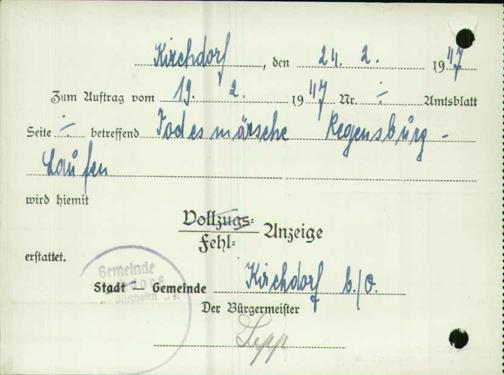 Kirchdorf, den 24. 2. 1947
Zum Auftrag vom 19. 2. 1947 Nr. ÷ Amtsblatt
Seite ÷ betreffend Todesmärsche Regensburg-
Laufen
wird hiemit
Vollzugs-
Fehl- Anzeige
erstattet.
Gemeinde
Stadt — Gemeinde Kirchdorf b/O.
Der Bürgermeister